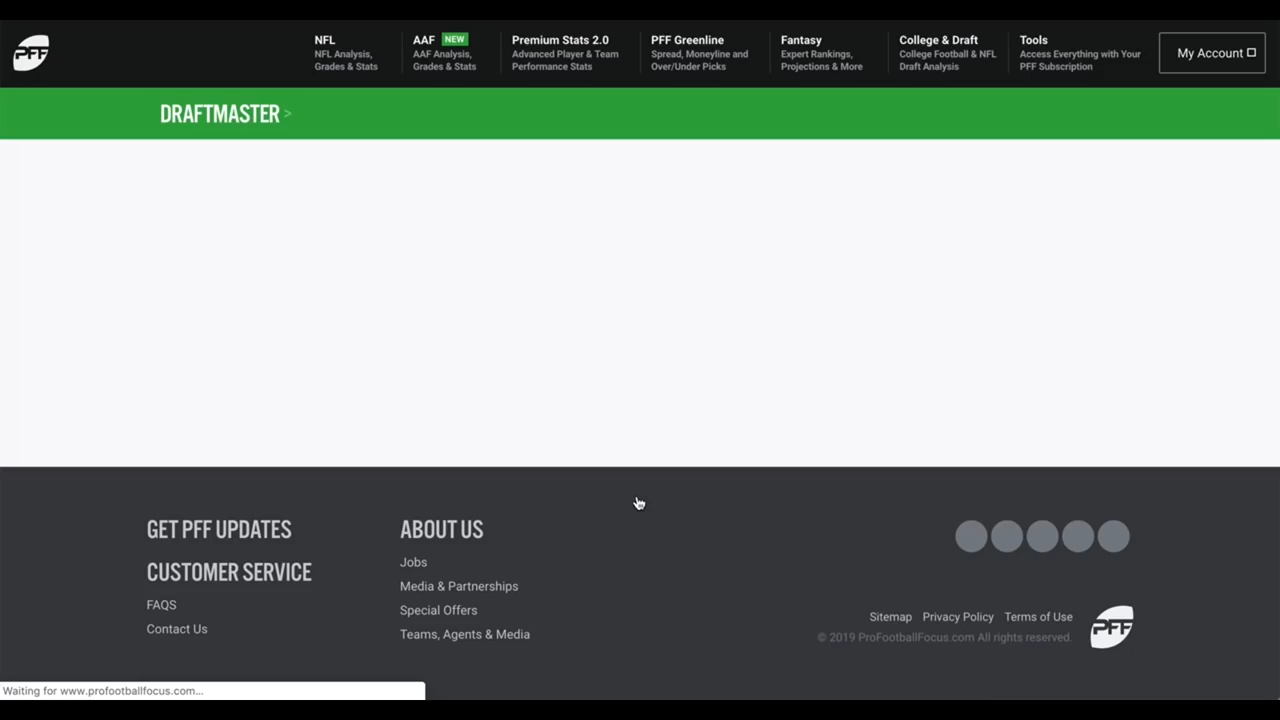 PFF
NFL
NFL Analysis,
Grades & Stats
AAF NEW
AAF Analysis,
Grades & Stats
Premium Stats 2.0
Advanced Player & Team
Performance Stats
PFF Greenline
Spread, Moneyline and
Over/Under Picks
Fantasy
Expert Rankings,
Projections & More
College & Draft
College Football & NFL
Draft Analysis
Tools
Access Everything with Your
PFF Subscription
My Account
DRAFTMASTER >
GET PFF UPDATES
CUSTOMER SERVICE
FAQS
Contact Us
ABOUT US
Jobs
Media & Partnerships
Special Offers
Teams, Agents & Media
Sitemap Privacy Policy Terms of Use
© 2019 ProFootballFocus.com All rights reserved.
PFF
Waiting for www.profootballfocus.com...